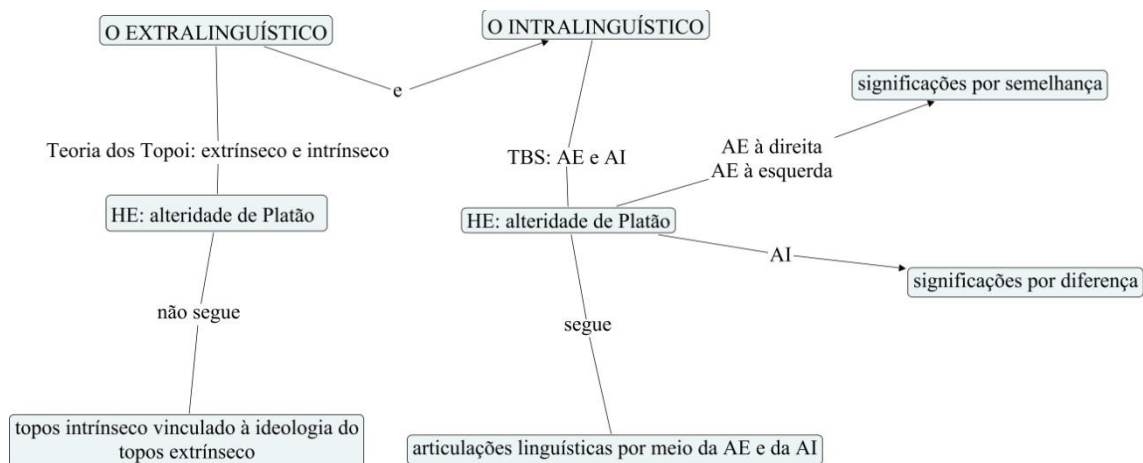 O EXTRALINGUÍSTICO
O INTRALINGUÍSTICO
e
significações por semelhança
Teoria dos Topoi: extrínseco e intrínseco
TBS: AE e AI
AE à direita
AE à esquerda
HE: alteridade de Platão
HE: alteridade de Platão
AI
significações por diferença
não segue
segue
topos intrínseco vinculado à ideologia do
topos extrínseco
articulações linguísticas por meio da AE e da AI